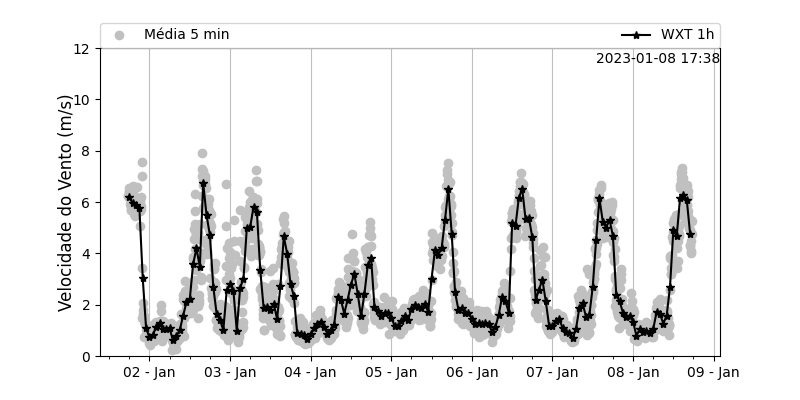 Média 5 min
WXT 1h
2023-01-08 17:38
Velocidade do Vento (m/s)
12
10
8
6
4
2
0
02 - Jan
03 - Jan
04 - Jan
05 - Jan
06 - Jan
07 - Jan
08 - Jan
09 - Jan